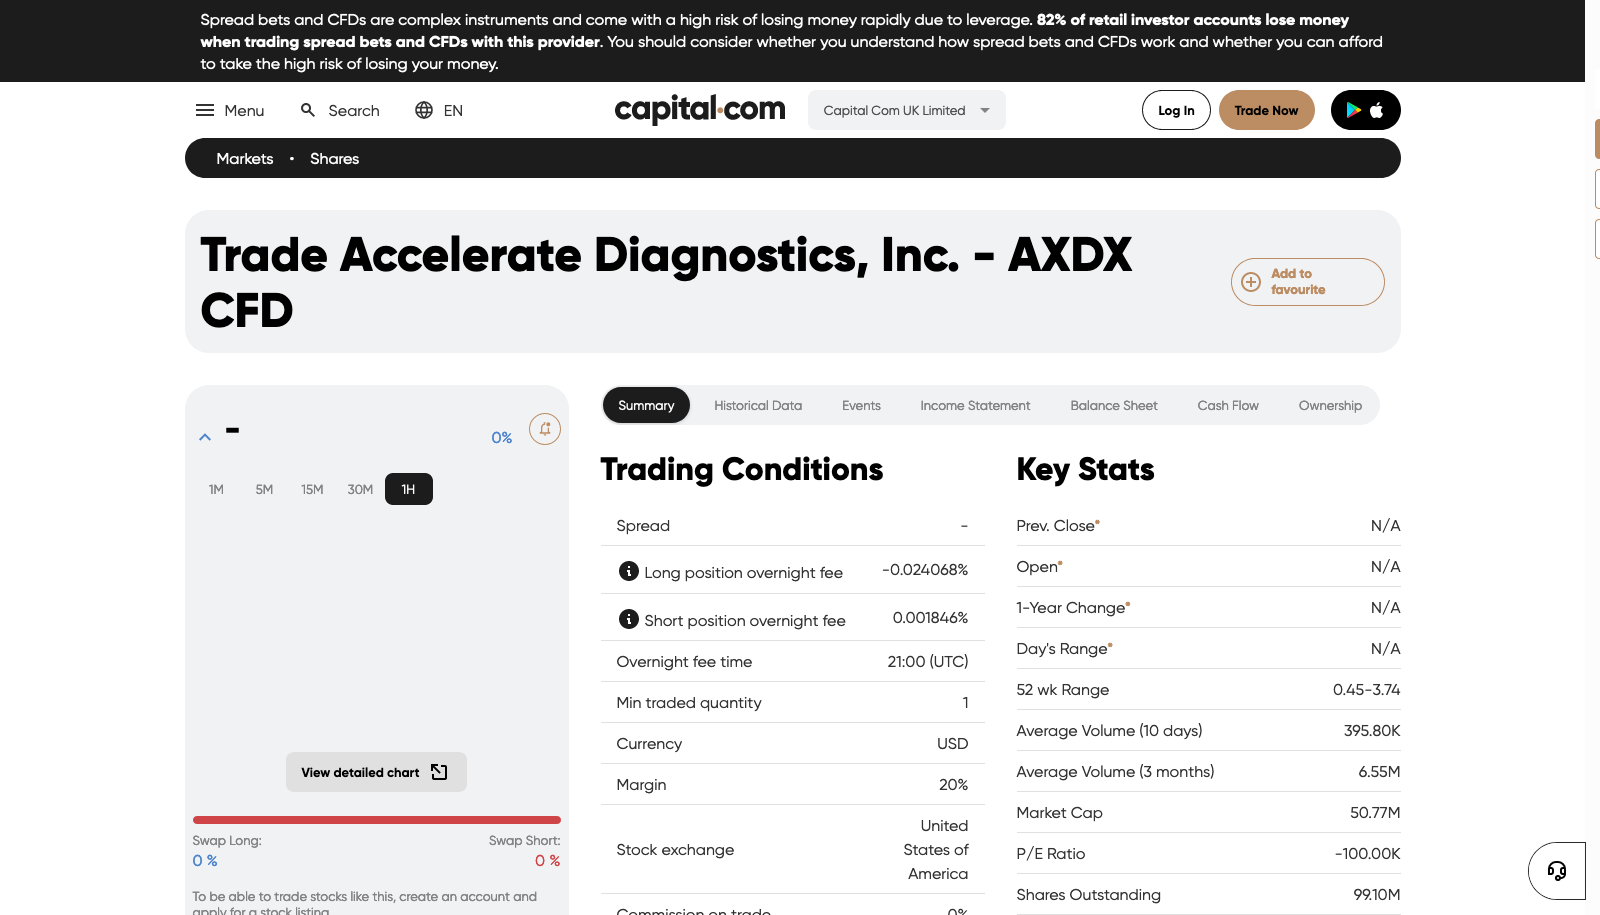 Spread bets and CFDs are complex instruments and come with a high risk of losing money rapidly due to leverage. 82% of retail investor accounts lose money
when trading spread bets and CFDs with this provider. You should consider whether you understand how spread bets and CFDs work and whether you can afford
to take the high risk of losing your money.
Menu
Search
EN
capital.com
Capital Com UK Limited
Log In
Trade Now
Markets • Shares
Trade Accelerate Diagnostics, Inc. - AXDX
CFD
Add to
favourite
-
0%
1M
5M
15M
30M
1H
View detailed chart
Swap Long:
Swap Short:
0 %
0 %
To be able to trade stocks like this, create an account and
apply for a stock listing
Summary
Historical Data
Events
Income Statement
Balance Sheet
Cash Flow
Ownership
Trading Conditions
Spread -
Long position overnight fee -0.024068%
Short position overnight fee 0.001846%
Overnight fee time 21:00 (UTC)
Min traded quantity 1
Currency USD
Margin 20%
Stock exchange United
States of
America
Commission on trade 0%
Key Stats
Prev. Close* N/A
Open* N/A
1-Year Change* N/A
Day's Range* N/A
52 wk Range 0.45-3.74
Average Volume (10 days) 395.80K
Average Volume (3 months) 6.55M
Market Cap 50.77M
P/E Ratio -100.00K
Shares Outstanding 99.10M